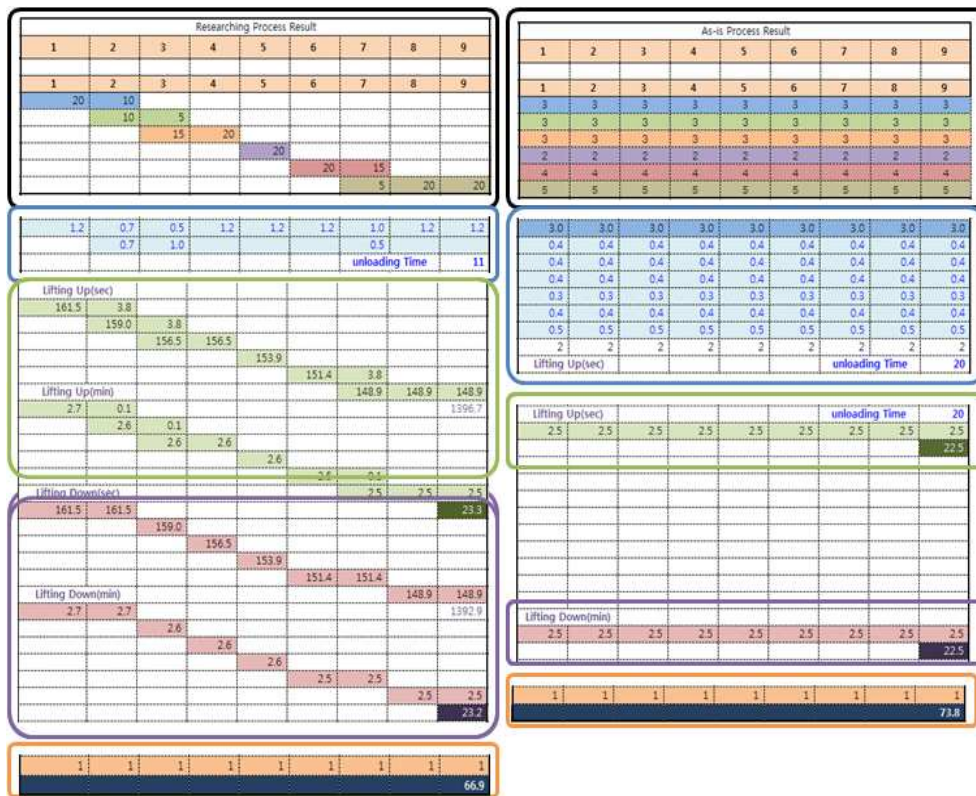 Researching Process Result
1 2 3 4 5 6 7 8 9
1 2 3 4 5 6 7 8 9
20 10
10 5
15 20
20
20 15
5 20 20
1.2 0.7 0.5 1.2 1.2 1.2 1.0 1.2 1.2
0.7 1.0 0.5
unloading Time 11
Lifting Up(sec)
161.5 3.8
159.0 3.8
156.5 156.5
153.9
151.4 3.8
148.9 148.9 148.9
Lifting Up(min) 1396.7
2.7 0.1
2.6 0.1
2.6 2.6
2.6
2.5 0.1
2.5 2.5 2.5
Lifting Down(sec) 23.3
161.5 161.5
159.0
156.5
153.9
151.4 151.4
148.9 148.9
Lifting Down(min) 1392.9
2.7 2.7
2.6
2.6
2.6
2.5 2.5
2.5 2.5
23.2
1 1 1 1 1 1 1 1 1
66.9
As-is Process Result
1 2 3 4 5 6 7 8 9
1 2 3 4 5 6 7 8 9
3 3 3 3 3 3 3 3 3
3 3 3 3 3 3 3 3 3
3 3 3 3 3 3 3 3 3
2 2 2 2 2 2 2 2 2
4 4 4 4 4 4 4 4 4
5 5 5 5 5 5 5 5 5
3.0 3.0 3.0 3.0 3.0 3.0 3.0 3.0 3.0
0.4 0.4 0.4 0.4 0.4 0.4 0.4 0.4 0.4
0.4 0.4 0.4 0.4 0.4 0.4 0.4 0.4 0.4
0.4 0.4 0.4 0.4 0.4 0.4 0.4 0.4 0.4
0.3 0.3 0.3 0.3 0.3 0.3 0.3 0.3 0.3
0.4 0.4 0.4 0.4 0.4 0.4 0.4 0.4 0.4
0.5 0.5 0.5 0.5 0.5 0.5 0.5 0.5 0.5
2 2 2 2 2 2 2 2 2
Lifting Up(sec) unloading Time 20
Lifting Up(sec) unloading Time 20
2.5 2.5 2.5 2.5 2.5 2.5 2.5 2.5 2.5
22.5
Lifting Down(min)
2.5 2.5 2.5 2.5 2.5 2.5 2.5 2.5 2.5
22.5
1 1 1 1 1 1 1 1 1
73.8